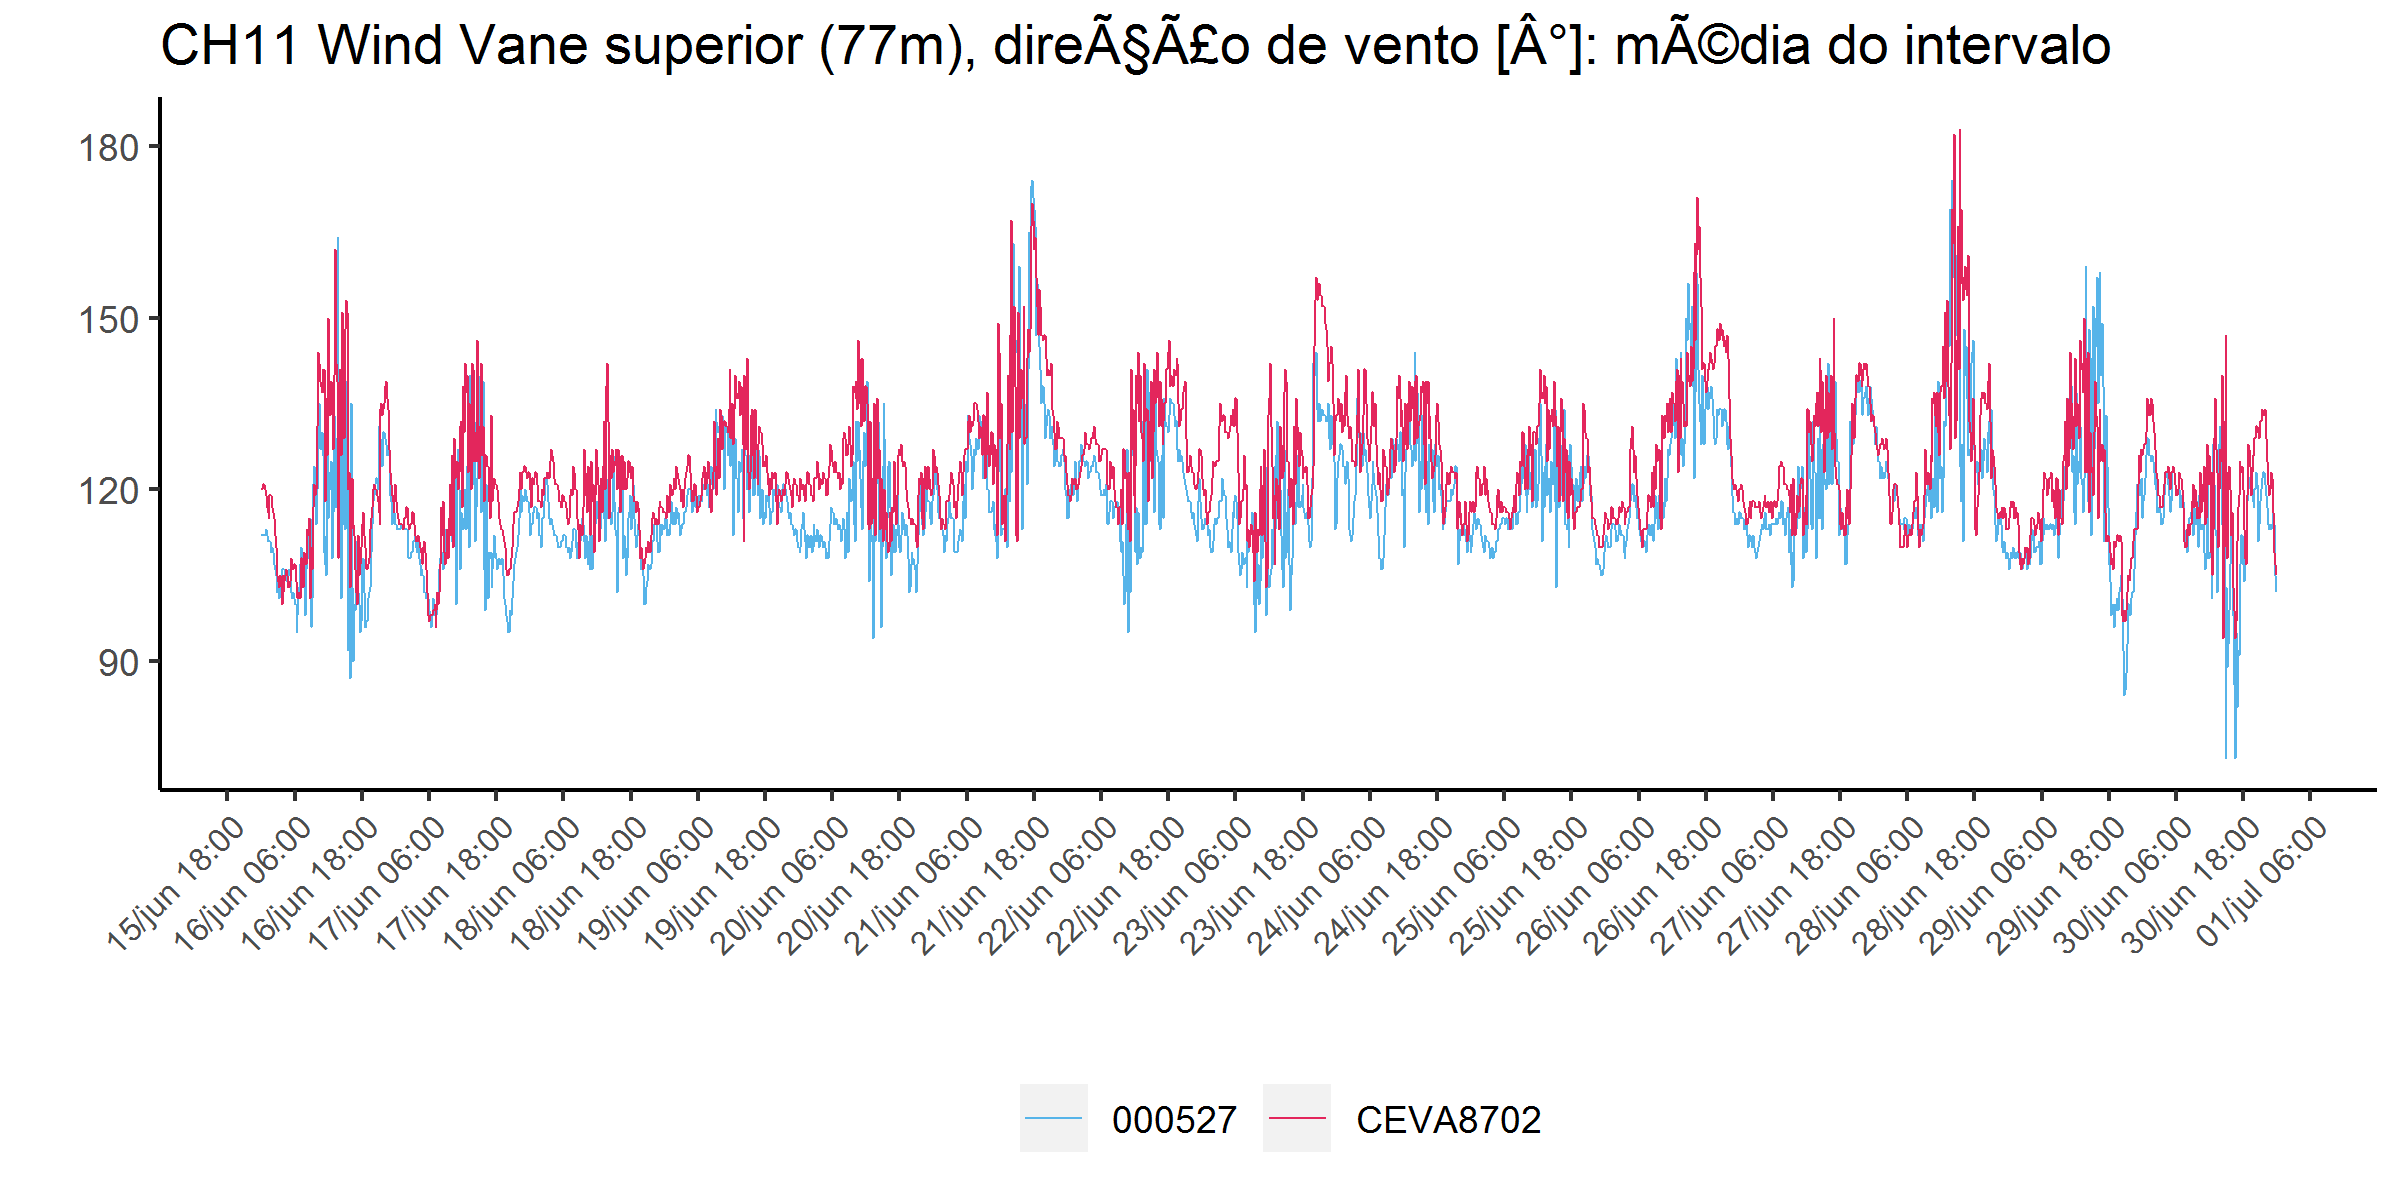 CH11 Wind Vane superior (77m), direÃ§Ã£o de vento [Â°]: mÃ©dia do intervalo
180
150
120
90
15/jun 18:00
16/jun 06:00
16/jun 18:00
17/jun 06:00
17/jun 18:00
18/jun 06:00
18/jun 18:00
19/jun 06:00
19/jun 18:00
20/jun 06:00
20/jun 18:00
21/jun 06:00
21/jun 18:00
22/jun 06:00
22/jun 18:00
23/jun 06:00
23/jun 18:00
24/jun 06:00
24/jun 18:00
25/jun 06:00
25/jun 18:00
26/jun 06:00
26/jun 18:00
27/jun 06:00
27/jun 18:00
28/jun 06:00
28/jun 18:00
29/jun 06:00
29/jun 18:00
30/jun 06:00
30/jun 18:00
01/jul 06:00
000527
CEVA8702